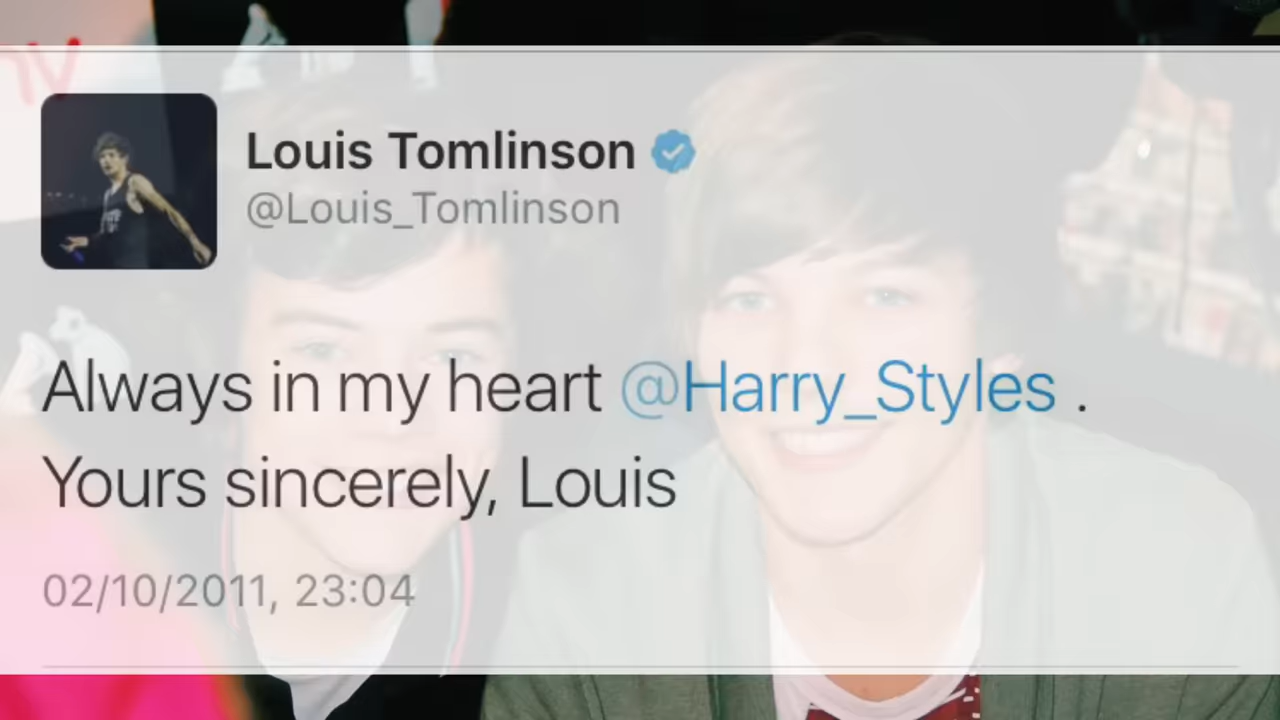 Louis Tomlinson
@Louis_Tomlinson
Always in my heart @Harry_Styles .
Yours sincerely, Louis
02/10/2011, 23:04